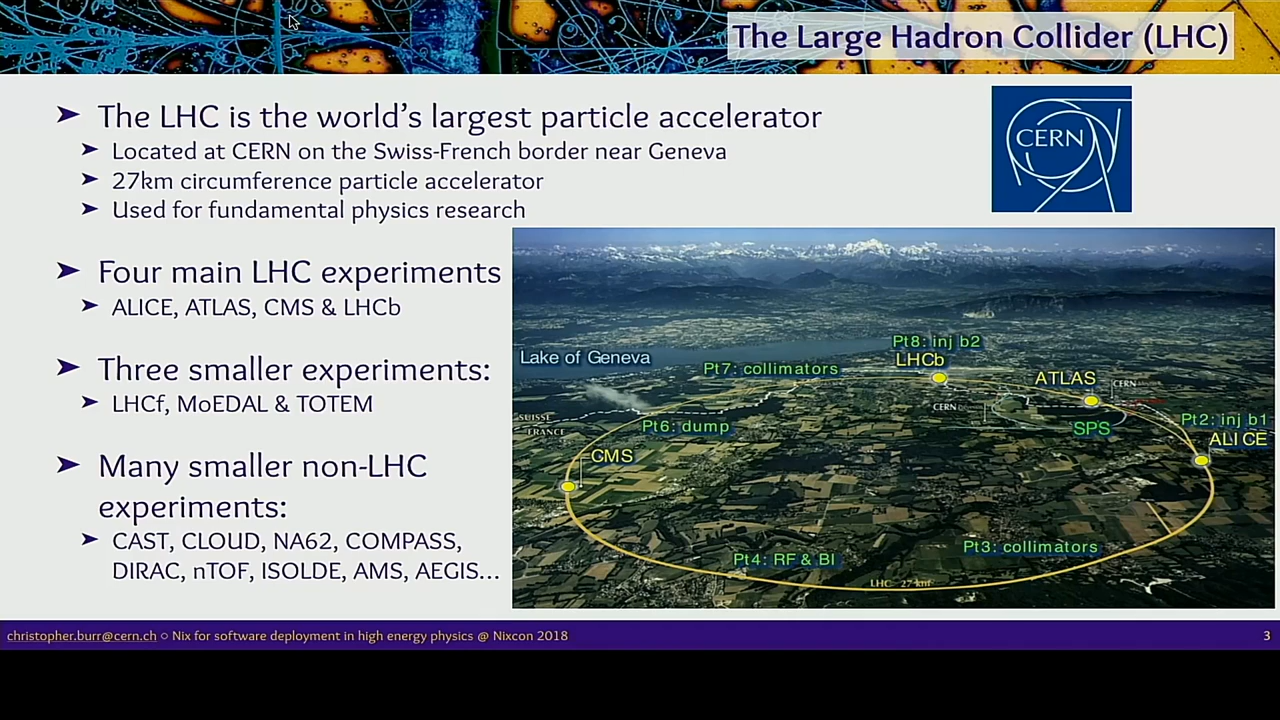 The Large Hadron Collider (LHC)
➤ The LHC is the world's largest particle accelerator
➤ Located at CERN on the Swiss-French border near Geneva
➤ 27km circumference particle accelerator
➤ Used for fundamental physics research
CERN
➤ Four main LHC experiments
➤ ALICE, ATLAS, CMS & LHCb
➤ Three smaller experiments:
➤ LHCf, MoEDAL & TOTEM
➤ Many smaller non-LHC
experiments:
➤ CAST, CLOUD, NA62, COMPASS,
DIRAC, nTOF, ISOLDE, AMS, AEGIS...
Pt8: inj b2
Lake of Geneva
LHCb
Pt7: collimators
ATLAS
CERN
CERN
SUISSE
FRANCE
Pt6: dump
SPS
Pt2: inj b1
ALICE
CMS
Pt4: RF & BI
Pt3: collimators
LHC 27 km
christopher.burr@cern.ch ○ Nix for software deployment in high energy physics @ Nixcon 2018
3